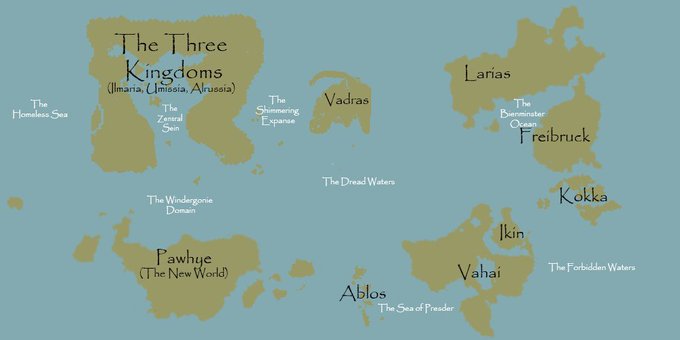 The Three
Kingdoms
(Ilmaria, Umissia, Alrussia)
The
Homeless Sea
The
Zentral
Sein
The
Shimmering
Expanse
Vadras
Larias
The
Bienminster
Ocean
Freibruck
The Dread Waters
Kokka
The Windergonie
Domain
Ikin
Pawhye
(The New World)
Vahai
The Forbidden Waters
Ablos
The Sea of Presder